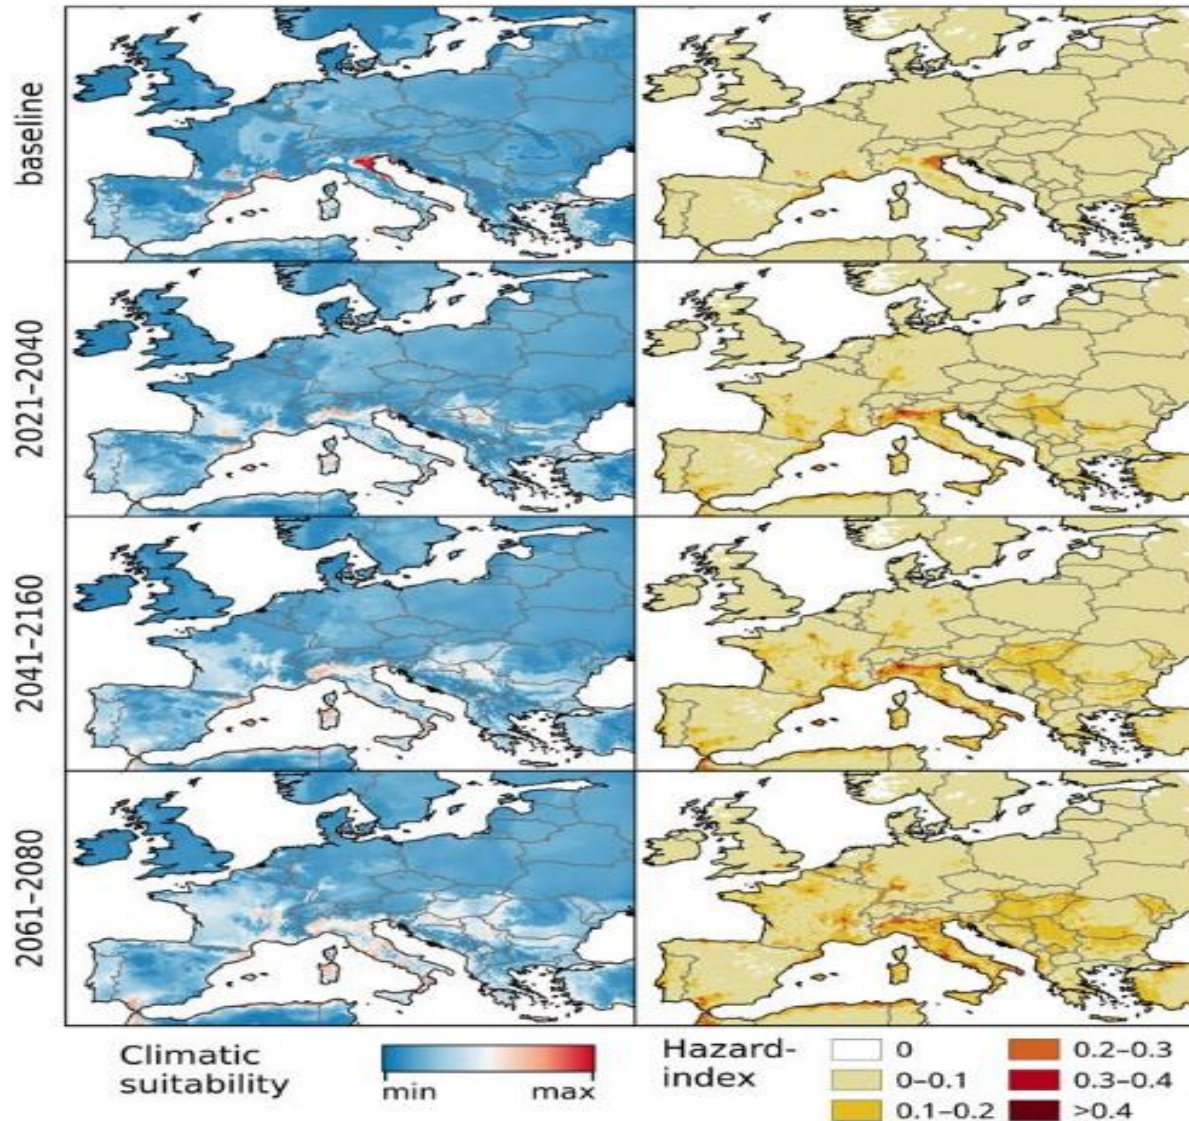 baseline
2021–2040
2041–2160
2061–2080
Climatic
suitability
min
max
Hazard-
index
0
0–0.1
0.1–0.2
0.2–0.3
0.3–0.4
>0.4